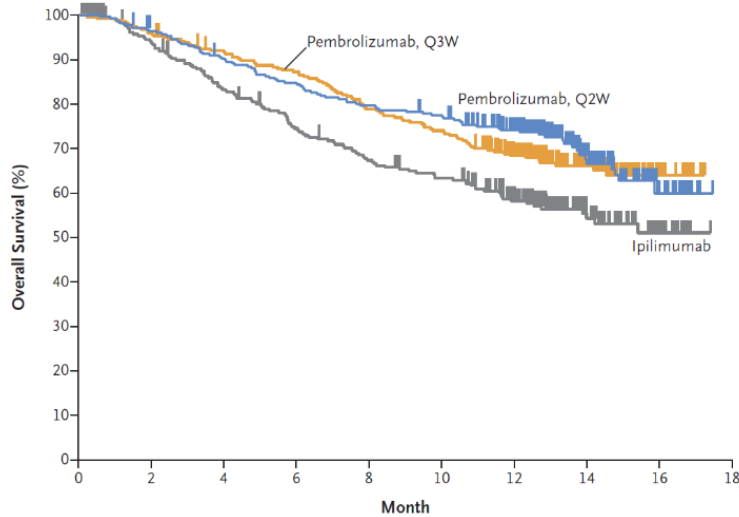 100
90
80
70
60
50
40
30
20
10
0
Overall Survival (%)
Pembrolizumab, Q3W
Pembrolizumab, Q2W
Ipilimumab
0 2 4 6 8 10 12 14 16 18
Month